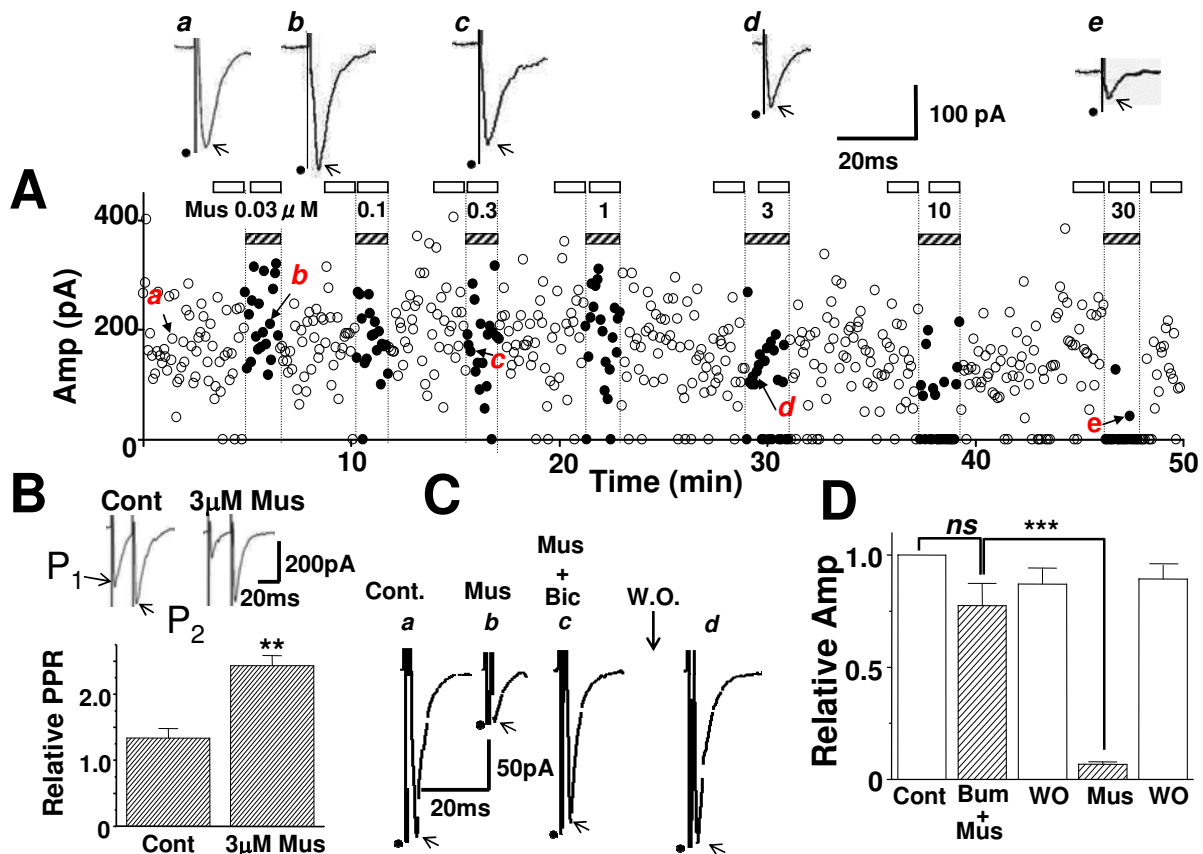 a b c d e
100 pA
20ms
A
Mus 0.03 μ M 0.1 0.3 1 3 10 30
400
200
0
Amp (pA)
a b c d e
10 20 30 40 50
Time (min)
B
Cont 3μM Mus
P1
P2
200pA
20ms
**
2.0
1.0
0
Relative PPR
Cont 3μM Mus
C
Cont. Mus Mus + Bic W.O.
a b c d
50pA
20ms
D
ns ***
1.0
0.5
0
Relative Amp
Cont Bum + Mus WO Mus WO